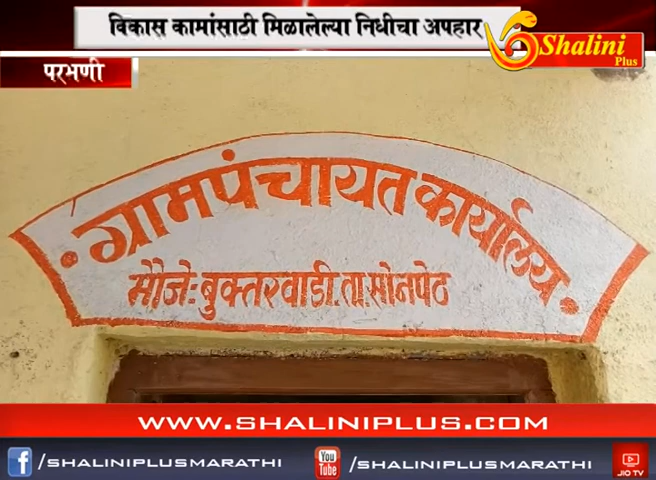 विकास कामांसाठी मिळालेल्या निधीचा अपहार
Shalini
Plus
परभणी
ग्रामपंचायत कार्यालय
मौजे:- बुक्तरवाडी. ता. सोनपेठ
WWW.SHALINIPLUS.COM
/SHALINIPLUSMARATHI
You
Tube
/SHALINIPLUSMARATHI
JIO TV